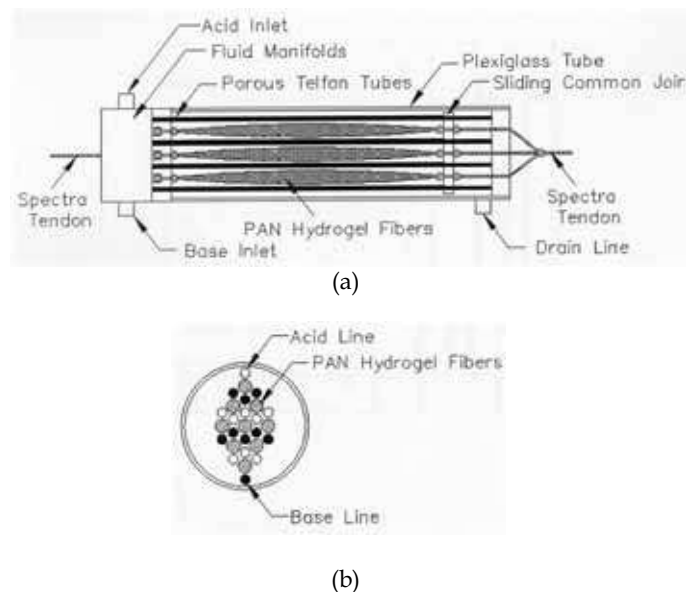 Acid Inlet
Fluid Manifolds
Porous Telfon Tubes
Plexiglass Tube
Sliding Common Joir
Spectra
Tendon
Base Inlet
PAN Hydrogel Fibers
Drain Line
Spectra
Tendon
(a)
Acid Line
PAN Hydrogel Fibers
Base Line
(b)